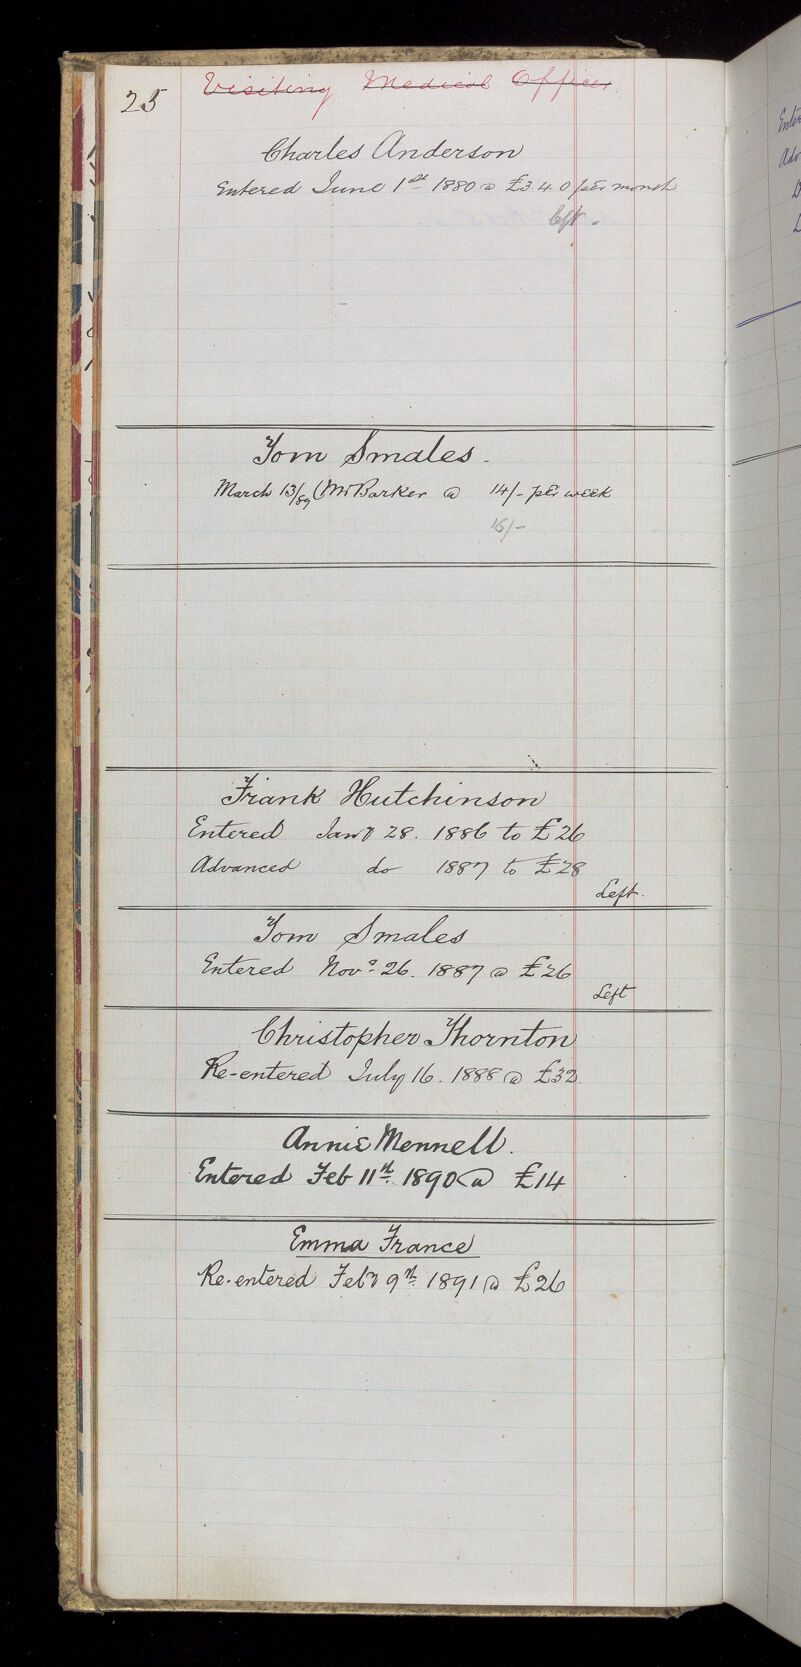 25
Visiting Medical Officer
Charles Anderson
Entered June 1st 1880 @ £3.4.0 per month
left.
Tom Smales.
March 13/89 (Mr Barker @ 14/- per week
16/-
Frank Hutchinson
Entered Jany 28. 1886 to £26
Advanced do 1887 to £28
Left.
Tom Smales
Entered Novr 26. 1887 @ £26
Left
Christopher Thornton
Re-entered July 16. 1888 @ £32
Annie Mennell.
Entered Feb 11th 1890 @ £14
Emma France
Re-entered Feby 9th 1891 @ £26